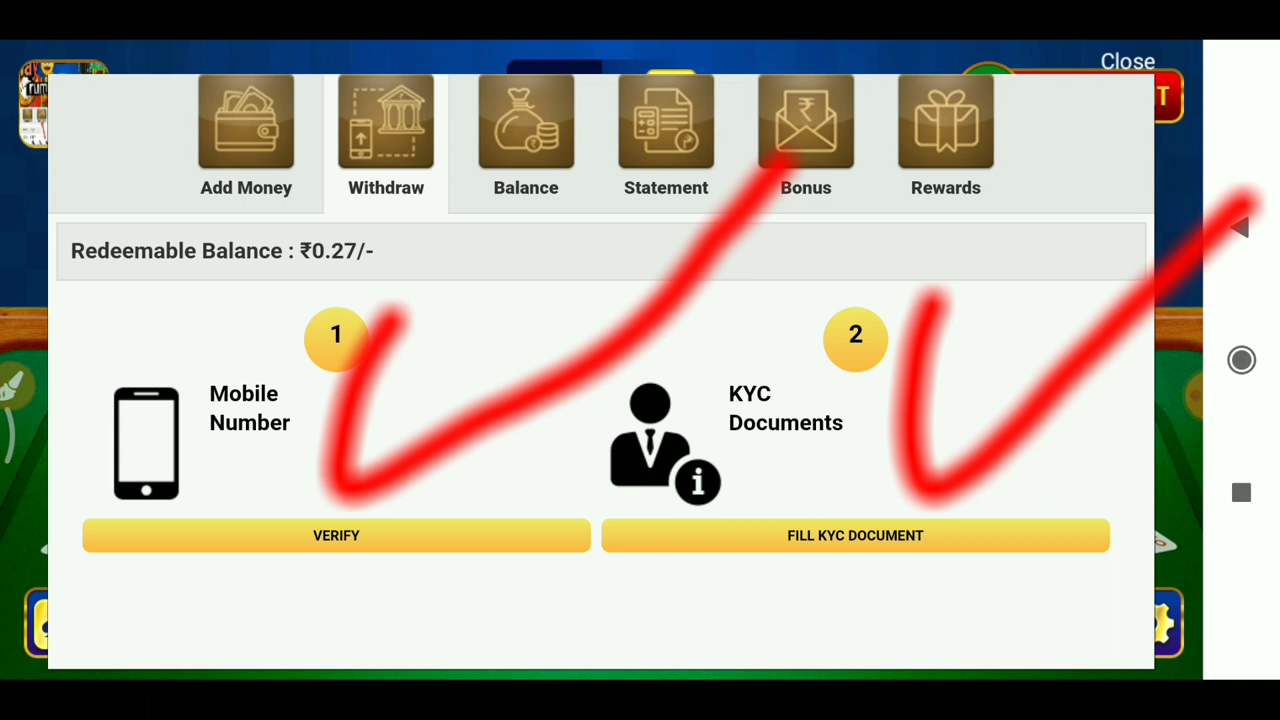 Close
T
rum
Add Money
Withdraw
Balance
Statement
Bonus
Rewards
Redeemable Balance : ₹0.27/-
1
2
Mobile
Number
KYC
Documents
VERIFY
FILL KYC DOCUMENT